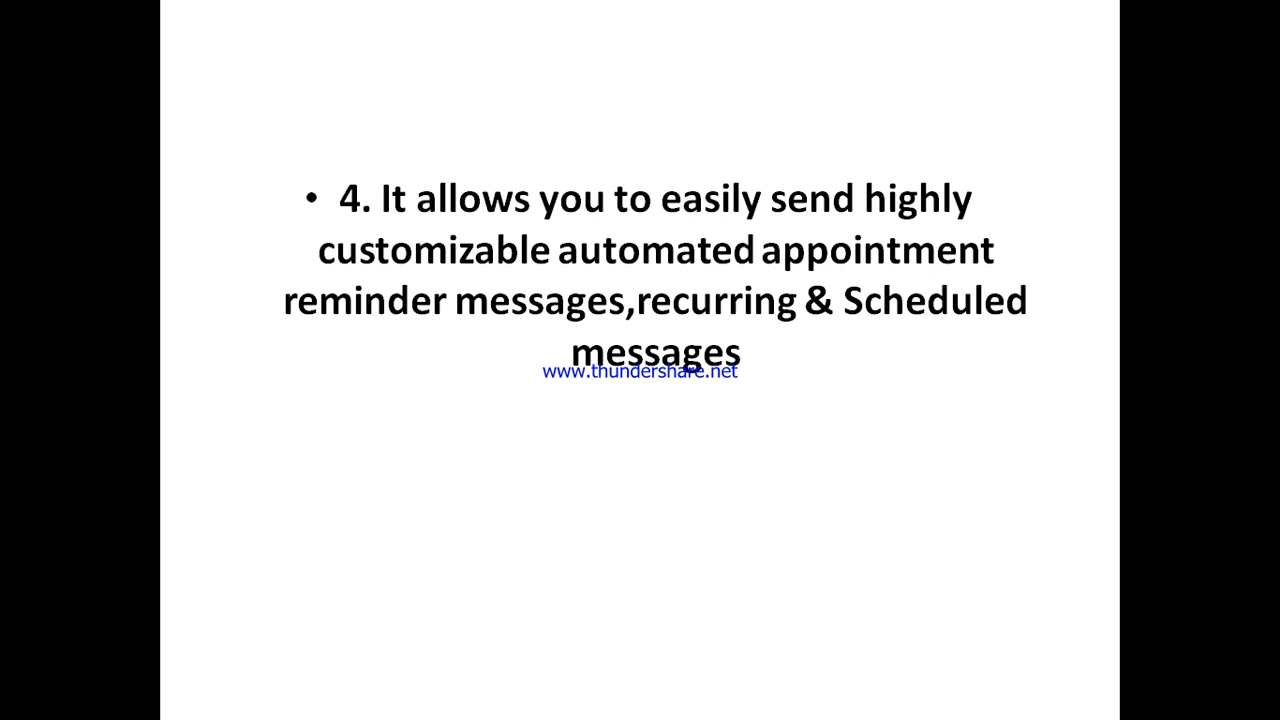 • 4. It allows you to easily send highly
customizable automated appointment
reminder messages,recurring & Scheduled
messages
www.thundershare.net